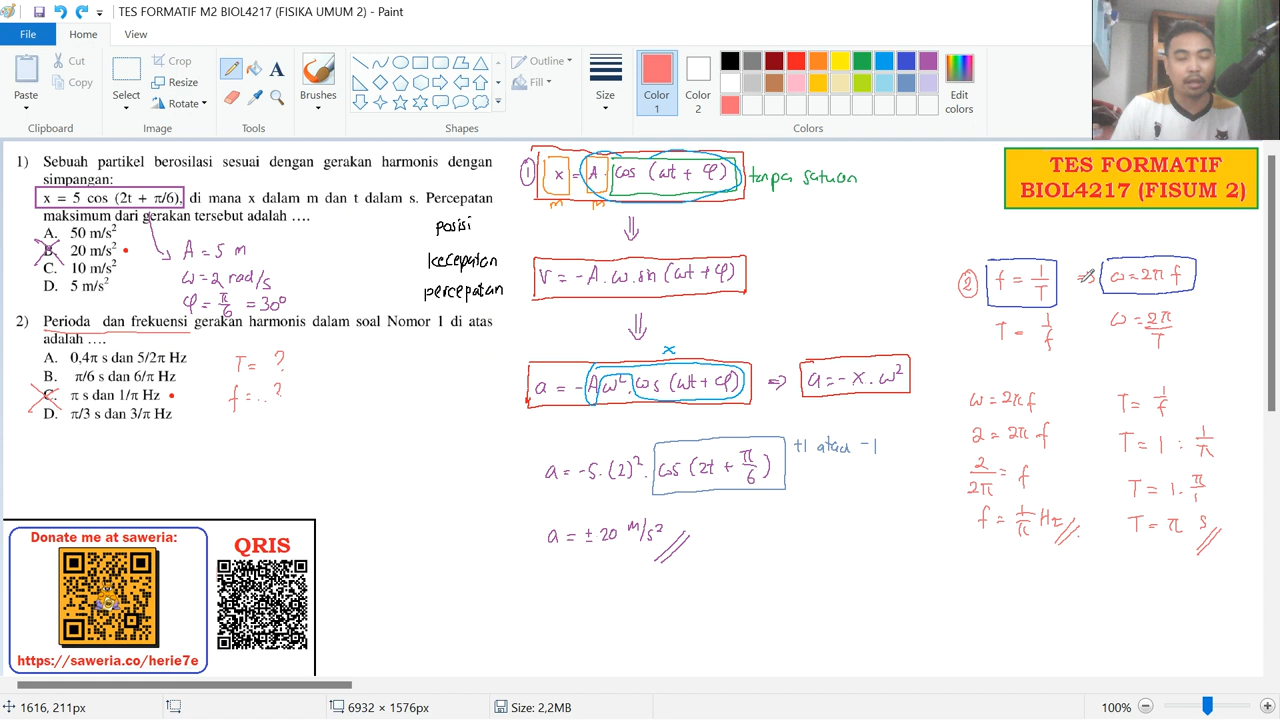 TES FORMATIF M2 BIOL4217 (FISIKA UMUM 2) - Paint
File
Home
View
Paste
Cut
Copy
Clipboard
Select
Crop
Resize
Rotate
Image
A
Tools
Brushes
Shapes
Outline
Fill
Size
Color 1
Color 2
Edit colors
Colors
1) Sebuah partikel berosilasi sesuai dengan gerakan harmonis dengan
simpangan:
x = 5 cos (2t + π/6), di mana x dalam m dan t dalam s. Percepatan
maksimum dari gerakan tersebut adalah ….
A. 50 m/s²
B. 20 m/s²
C. 10 m/s²
D. 5 m/s²
A = 5 m
ω = 2 rad/s
φ = π/6 = 30°
2) Perioda dan frekuensi gerakan harmonis dalam soal Nomor 1 di atas
adalah ….
A. 0,4π s dan 5/2π Hz
B. π/6 s dan 6/π Hz
C. π s dan 1/π Hz
D. π/3 s dan 3/π Hz
T = ?
f = ..?
Donate me at saweria:
https://saweria.co/herie7e
QRIS
① x = A cos (ωt + φ) tanpa satuan
m m
posisi
⇓
kecepatan
percepatan
V = -A.ω.sin (ωt + φ)
⇓
x
a = -Aω².cos (ωt + φ) ⇒ a = -x.ω²
a = -5.(2)².cos (2t + π/6) +1 atau -1
a = ± 20 m/s²
TES FORMATIF
BIOL4217 (FISUM 2)
② f = 1/T ⇒ ω = 2πf
T = 1/f ω = 2π/T
ω = 2πf
2 = 2π f
2/2π = f
f = 1/π Hz
T = 1/f
T = 1 : 1/π
T = 1. π/1
T = π s
1616, 211px
6932 × 1576px
Size: 2,2MB
100%